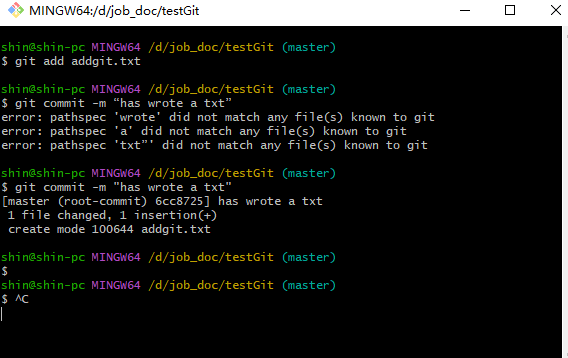 MINGW64:/d/job_doc/testGit
shin@shin-pc MINGW64 /d/job_doc/testGit (master)
$ git add addgit.txt
shin@shin-pc MINGW64 /d/job_doc/testGit (master)
$ git commit -m “has wrote a txt”
error: pathspec 'wrote' did not match any file(s) known to git
error: pathspec 'a' did not match any file(s) known to git
error: pathspec 'txt”' did not match any file(s) known to git
shin@shin-pc MINGW64 /d/job_doc/testGit (master)
$ git commit -m "has wrote a txt"
[master (root-commit) 6cc8725] has wrote a txt
1 file changed, 1 insertion(+)
create mode 100644 addgit.txt
shin@shin-pc MINGW64 /d/job_doc/testGit (master)
$
shin@shin-pc MINGW64 /d/job_doc/testGit (master)
$ ^C